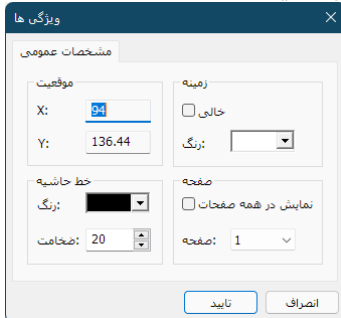 ویژگی ها
مشخصات عمومی
موقعیت
X: 94
Y: 136.44
زمینه
خالی
رنگ:
خط حاشیه
رنگ:
ضخامت: 20
صفحه
نمایش در همه صفحات
صفحه: 1
تایید
انصراف